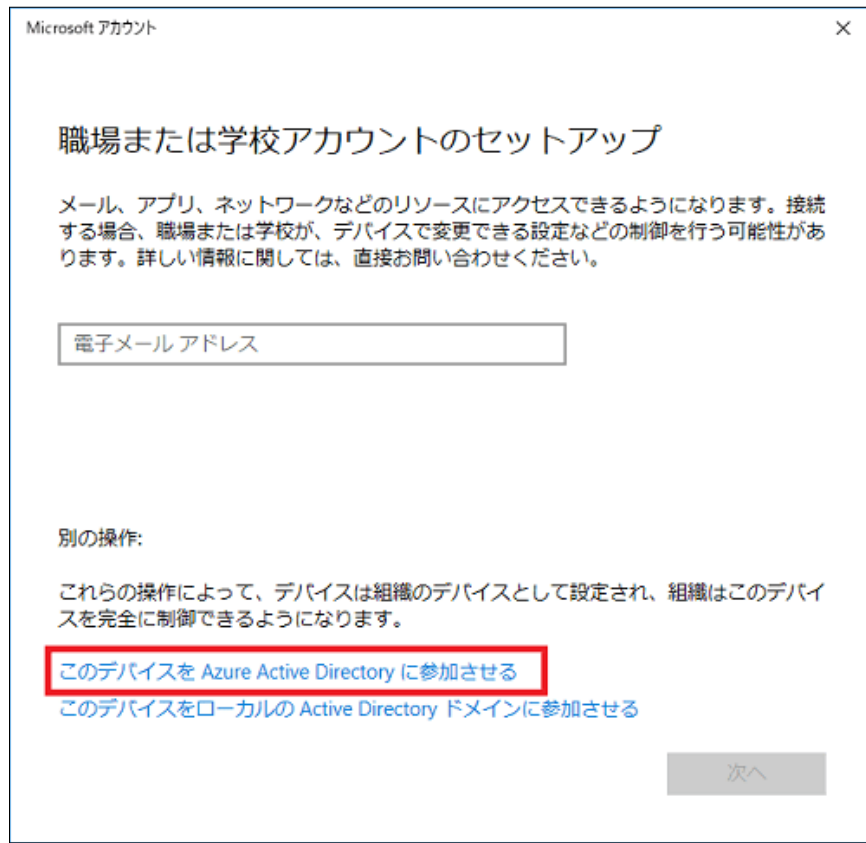 Microsoft アカウント
職場または学校アカウントのセットアップ
メール、アプリ、ネットワークなどのリソースにアクセスできるようになります。接続
する場合、職場または学校が、デバイスで変更できる設定などの制御を行う可能性があ
ります。詳しい情報に関しては、直接お問い合わせください。
電子メール アドレス
別の操作:
これらの操作によって、デバイスは組織のデバイスとして設定され、組織はこのデバイ
スを完全に制御できるようになります。
このデバイスを Azure Active Directory に参加させる
このデバイスをローカルの Active Directory ドメインに参加させる
次へ